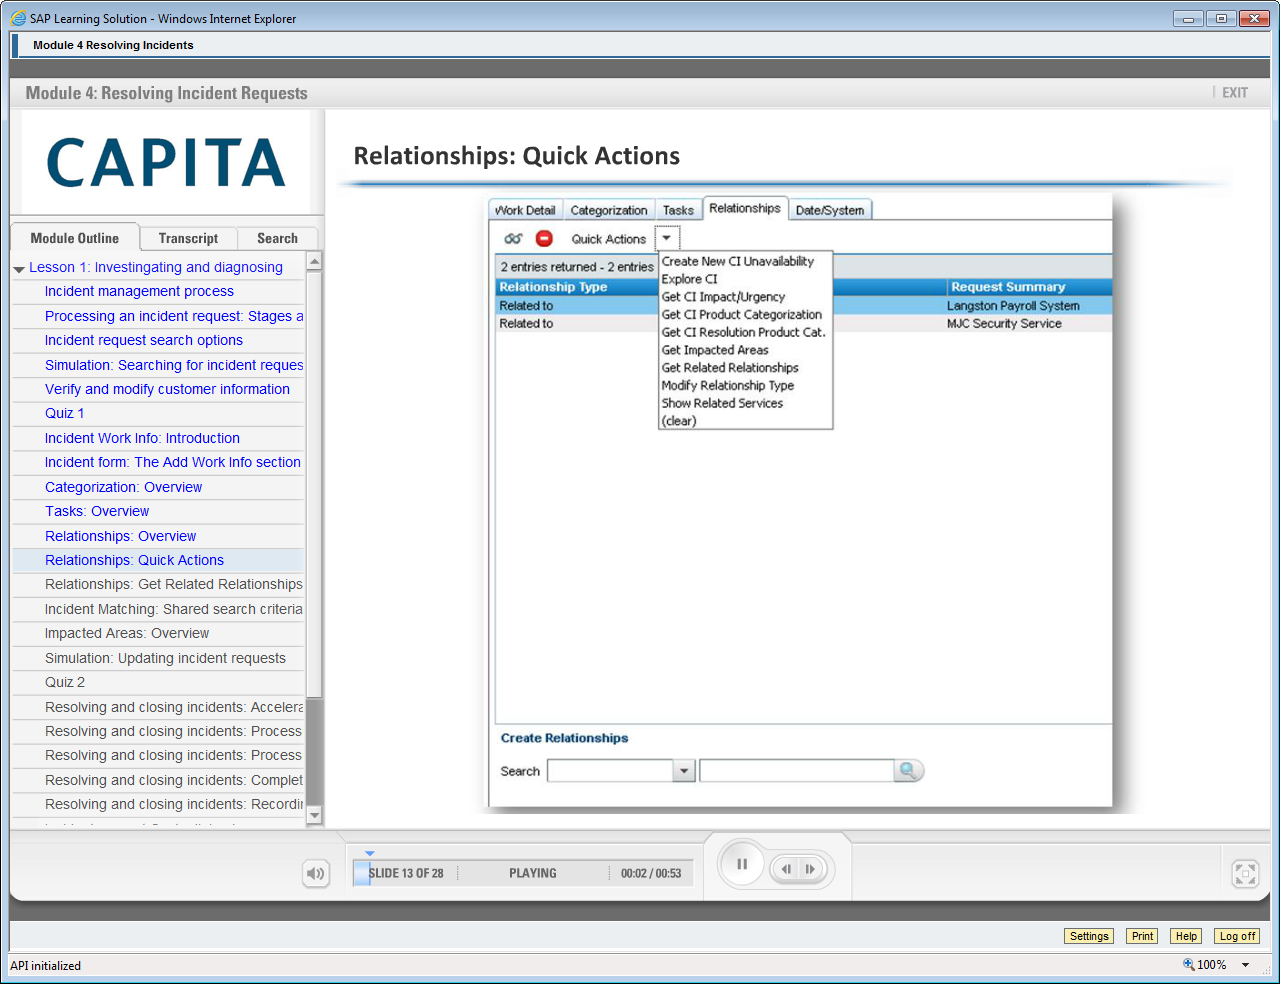 SAP Learning Solution - Windows Internet Explorer
Module 4 Resolving Incidents
Module 4: Resolving Incident Requests
EXIT
CAPITA
Module Outline
Transcript
Search
Lesson 1: Investingating and diagnosing
Incident management process
Processing an incident request: Stages a
Incident request search options
Simulation: Searching for incident reques
Verify and modify customer information
Quiz 1
Incident Work Info: Introduction
Incident form: The Add Work Info section
Categorization: Overview
Tasks: Overview
Relationships: Overview
Relationships: Quick Actions
Relationships: Get Related Relationships
Incident Matching: Shared search criteria
Impacted Areas: Overview
Simulation: Updating incident requests
Quiz 2
Resolving and closing incidents: Accelera
Resolving and closing incidents: Process
Resolving and closing incidents: Process
Resolving and closing incidents: Complet
Resolving and closing incidents: Recordin
Relationships: Quick Actions
Work Detail
Categorization
Tasks
Relationships
Date/System
Quick Actions
2 entries returned - 2 entries
Relationship Type
Request Summary
Related to
Langston Payroll System
Related to
MJC Security Service
Create New CI Unavailability
Explore CI
Get CI Impact/Urgency
Get CI Product Categorization
Get CI Resolution Product Cat.
Get Impacted Areas
Get Related Relationships
Modify Relationship Type
Show Related Services
(clear)
Create Relationships
Search
SLIDE 13 OF 28
PLAYING
00:02 / 00:53
Settings
Print
Help
Log off
API initialized
100%